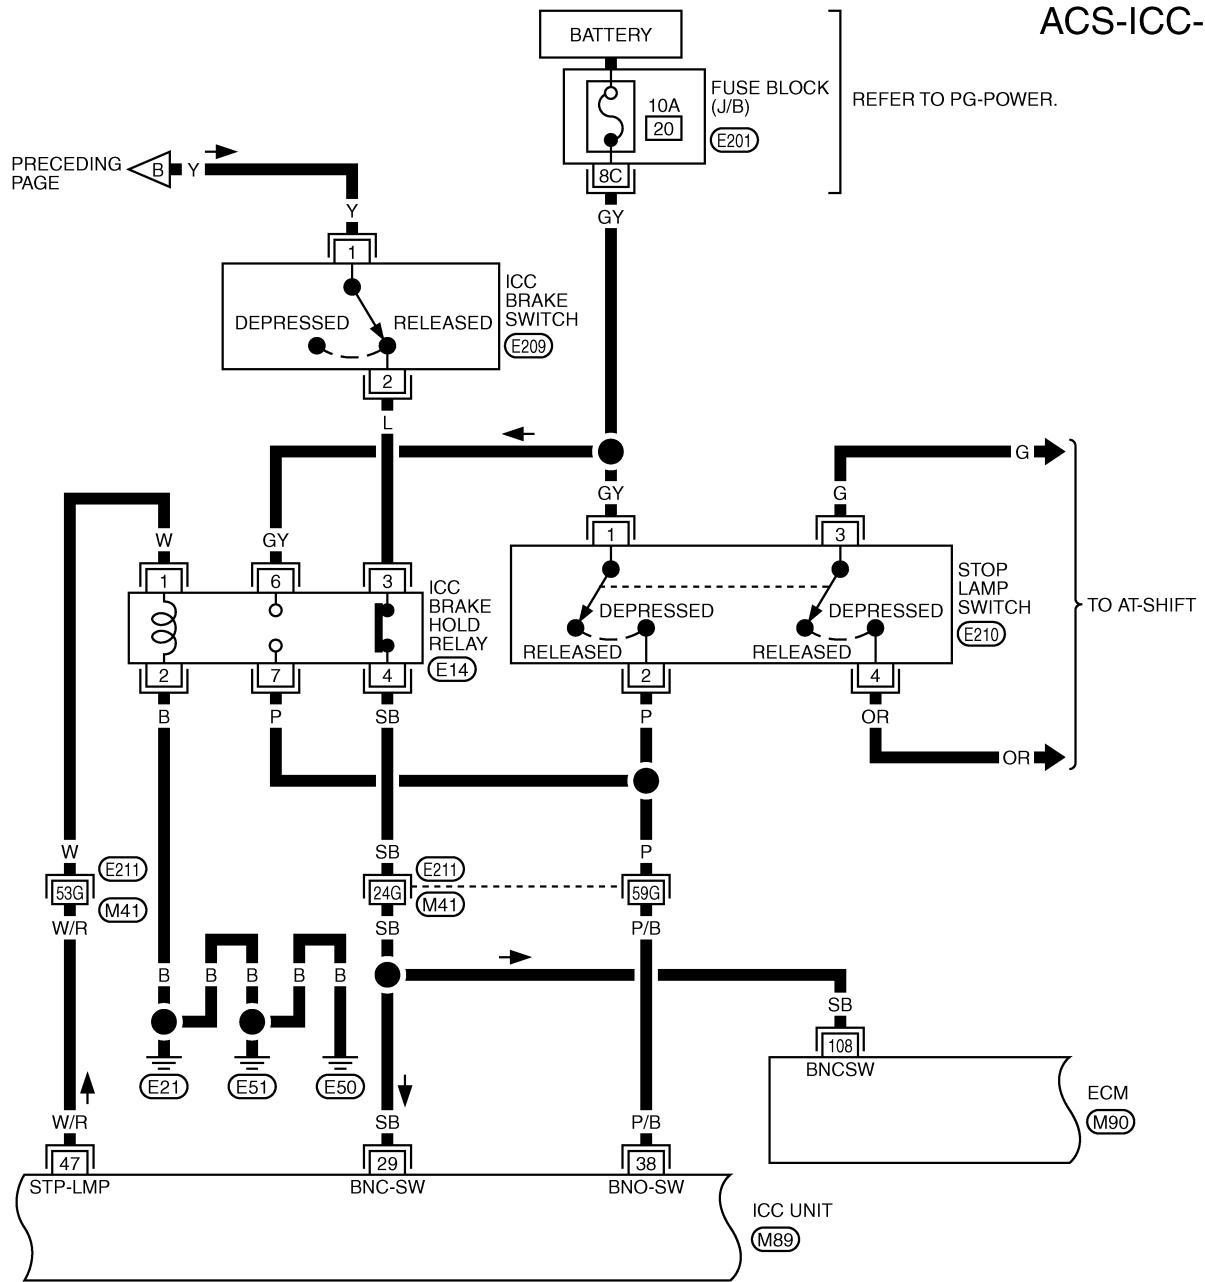 ACS-ICC-
BATTERY
FUSE BLOCK
(J/B)
10A
20
E201
REFER TO PG-POWER.
8C
GY
PRECEDING
PAGE
B
Y
Y
1
ICC
BRAKE
SWITCH
E209
DEPRESSED
RELEASED
2
L
G
G
GY
W
GY
1
3
1
6
3
ICC
BRAKE
HOLD
RELAY
E14
DEPRESSED
RELEASED
DEPRESSED
RELEASED
STOP
LAMP
SWITCH
E210
TO AT-SHIFT
2
7
4
2
4
B
P
SB
P
OR
OR
W
SB
P
E211
E211
53G
24G
59G
M41
M41
W/R
SB
P/B
B
B
B
B
B
SB
108
BNCSW
E21
E51
E50
ECM
M90
W/R
SB
P/B
47
29
38
STP-LMP
BNC-SW
BNO-SW
ICC UNIT
M89